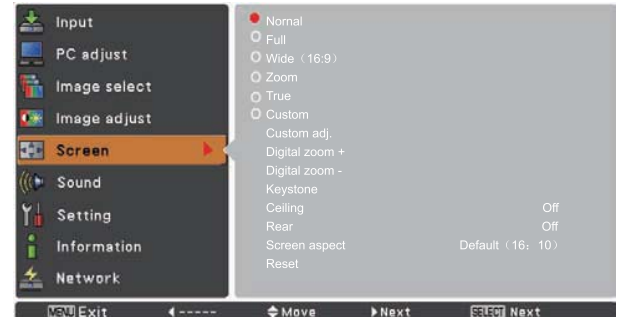 Input
PC adjust
Image select
Image adjust
Screen
Sound
Setting
Information
Network
Nornal
Full
Wide（16:9）
Zoom
True
Custom
Custom adj.
Digital zoom +
Digital zoom -
Keystone
Ceiling Off
Rear Off
Screen aspect Default（16：10）
Reset
MENU Exit ◀----- Move ▶Next SELECT Next